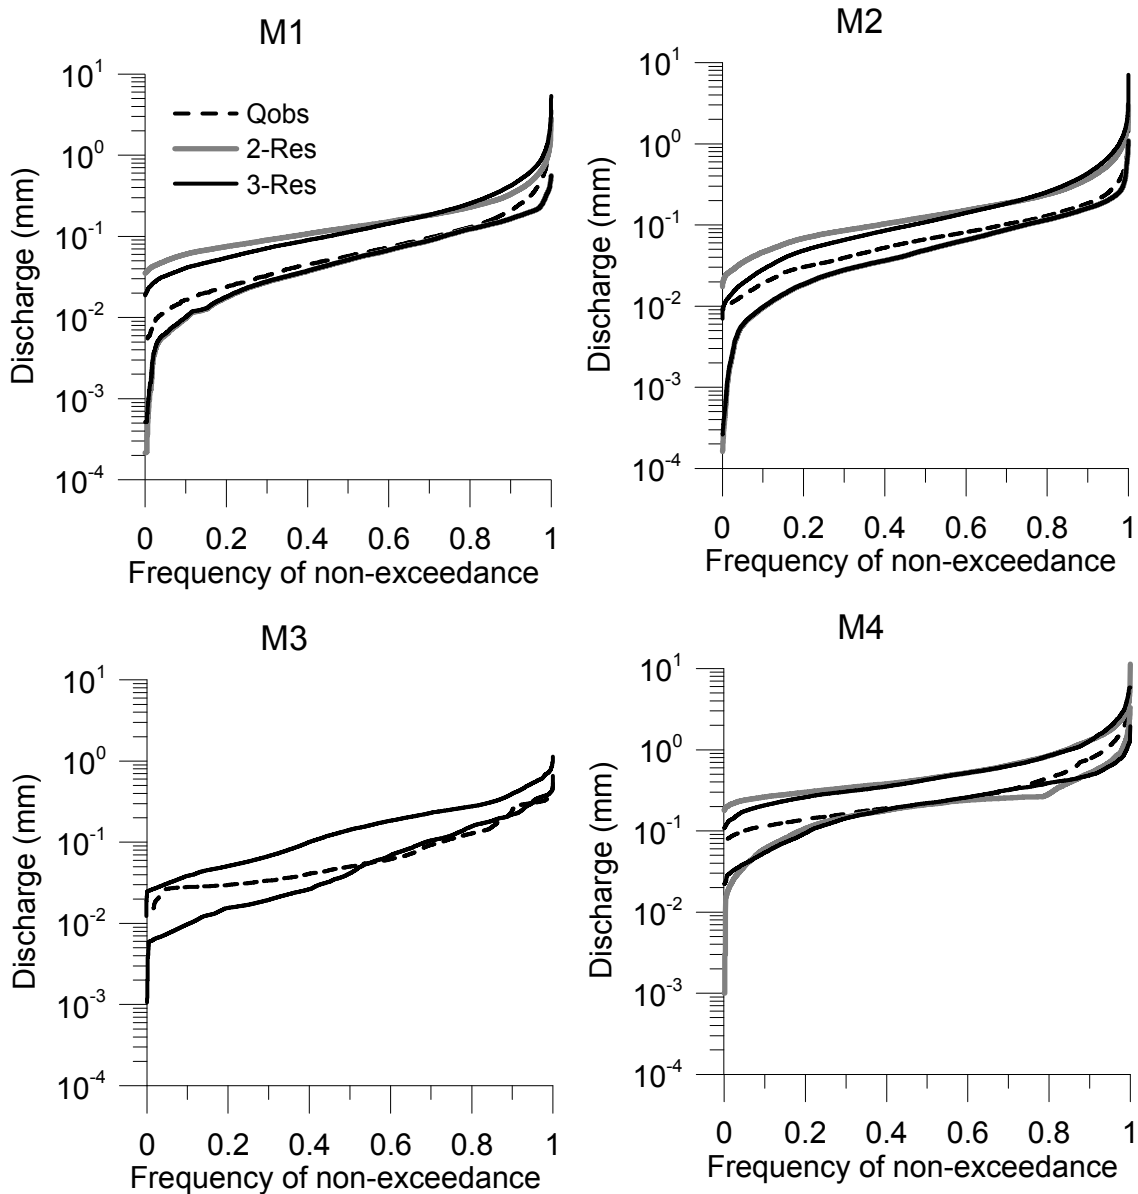 M1
10^1
10^0
10^-1
10^-2
10^-3
10^-4
Discharge (mm)
Qobs
2-Res
3-Res
0 0.2 0.4 0.6 0.8 1
Frequency of non-exceedance
M2
10^1
10^0
10^-1
10^-2
10^-3
10^-4
Discharge (mm)
0 0.2 0.4 0.6 0.8 1
Frequency of non-exceedance
M3
10^1
10^0
10^-1
10^-2
10^-3
10^-4
Discharge (mm)
0 0.2 0.4 0.6 0.8 1
Frequency of non-exceedance
M4
10^1
10^0
10^-1
10^-2
10^-3
10^-4
Discharge (mm)
0 0.2 0.4 0.6 0.8 1
Frequency of non-exceedance